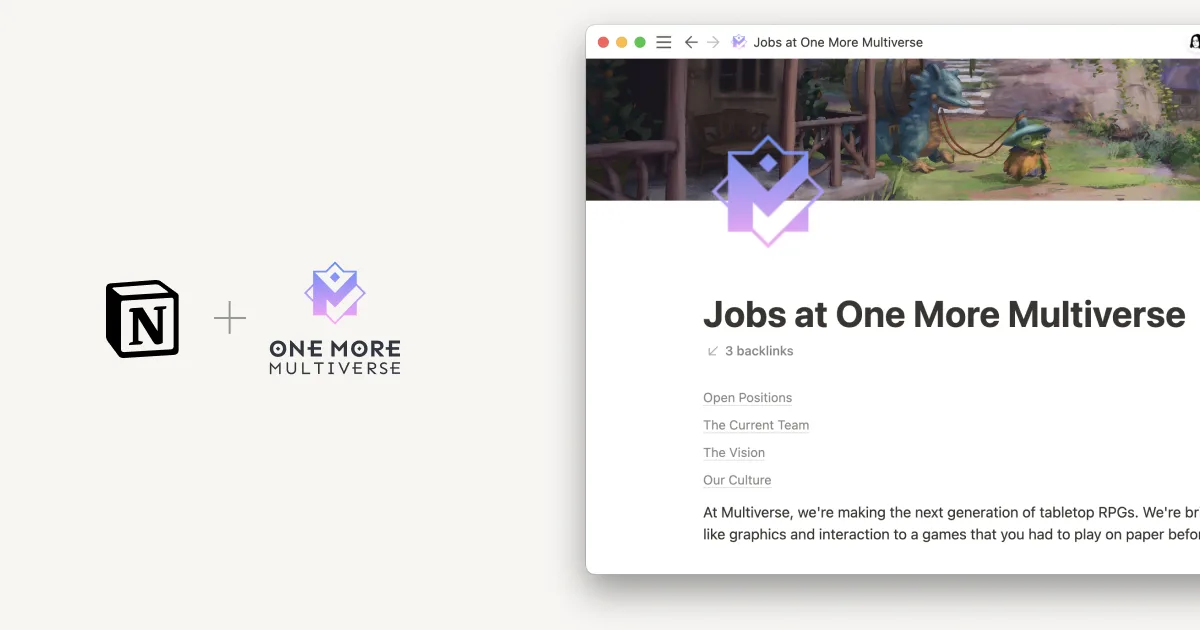 N
ONE MORE
MULTIVERSE
Jobs at One More Multiverse
Jobs at One More Multiverse
3 backlinks
Open Positions
The Current Team
The Vision
Our Culture
At Multiverse, we're making the next generation of tabletop RPGs. We're
like graphics and interaction to a games that you had to play on paper